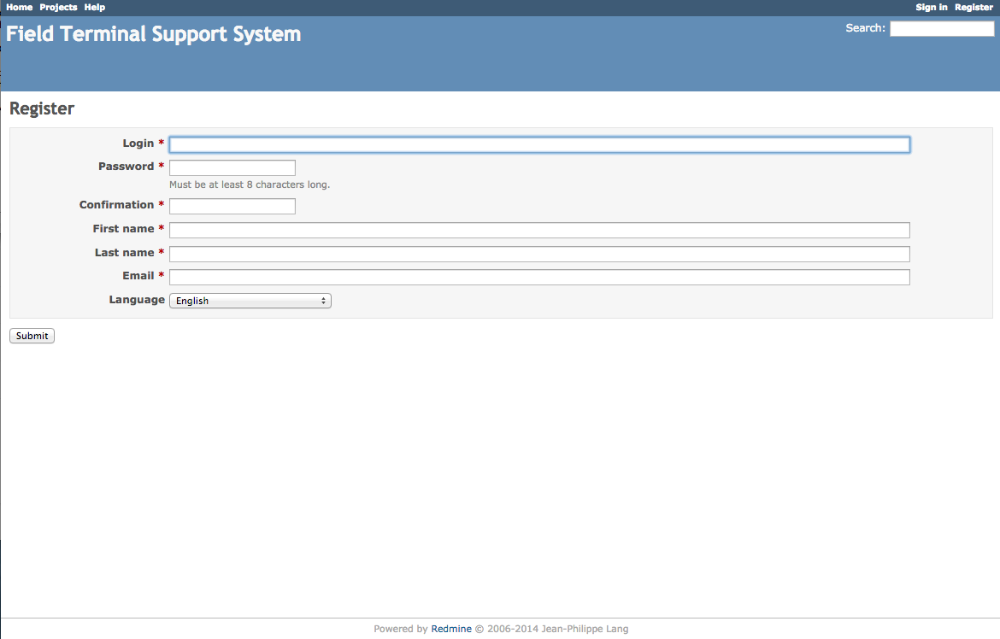 Home Projects Help Sign in Register
Field Terminal Support System Search:
Register
Login *
Password *
Must be at least 8 characters long.
Confirmation *
First name *
Last name *
Email *
Language English
Submit
Powered by Redmine © 2006-2014 Jean-Philippe Lang